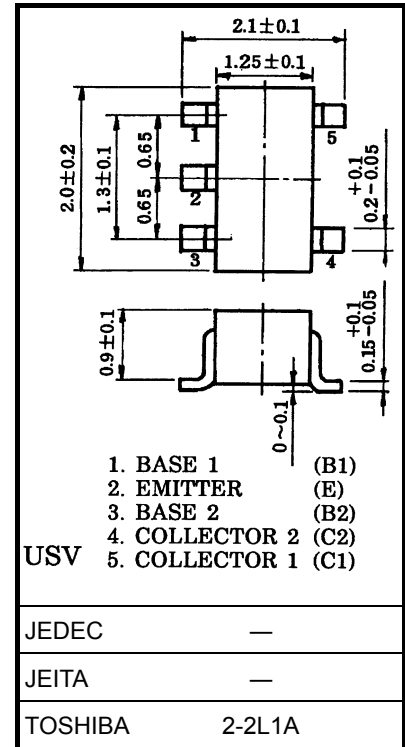 2.1±0.1
1.25±0.1
2.0±0.2
1.3±0.1
0.65
0.65
1
2
3
5
4
+0.1
0.2-0.05
0.9±0.1
+0.1
0.15-0.05
0~0.1
1. BASE 1 (B1)
2. EMITTER (E)
3. BASE 2 (B2)
4. COLLECTOR 2 (C2)
USV 5. COLLECTOR 1 (C1)
JEDEC —
JEITA —
TOSHIBA 2-2L1A